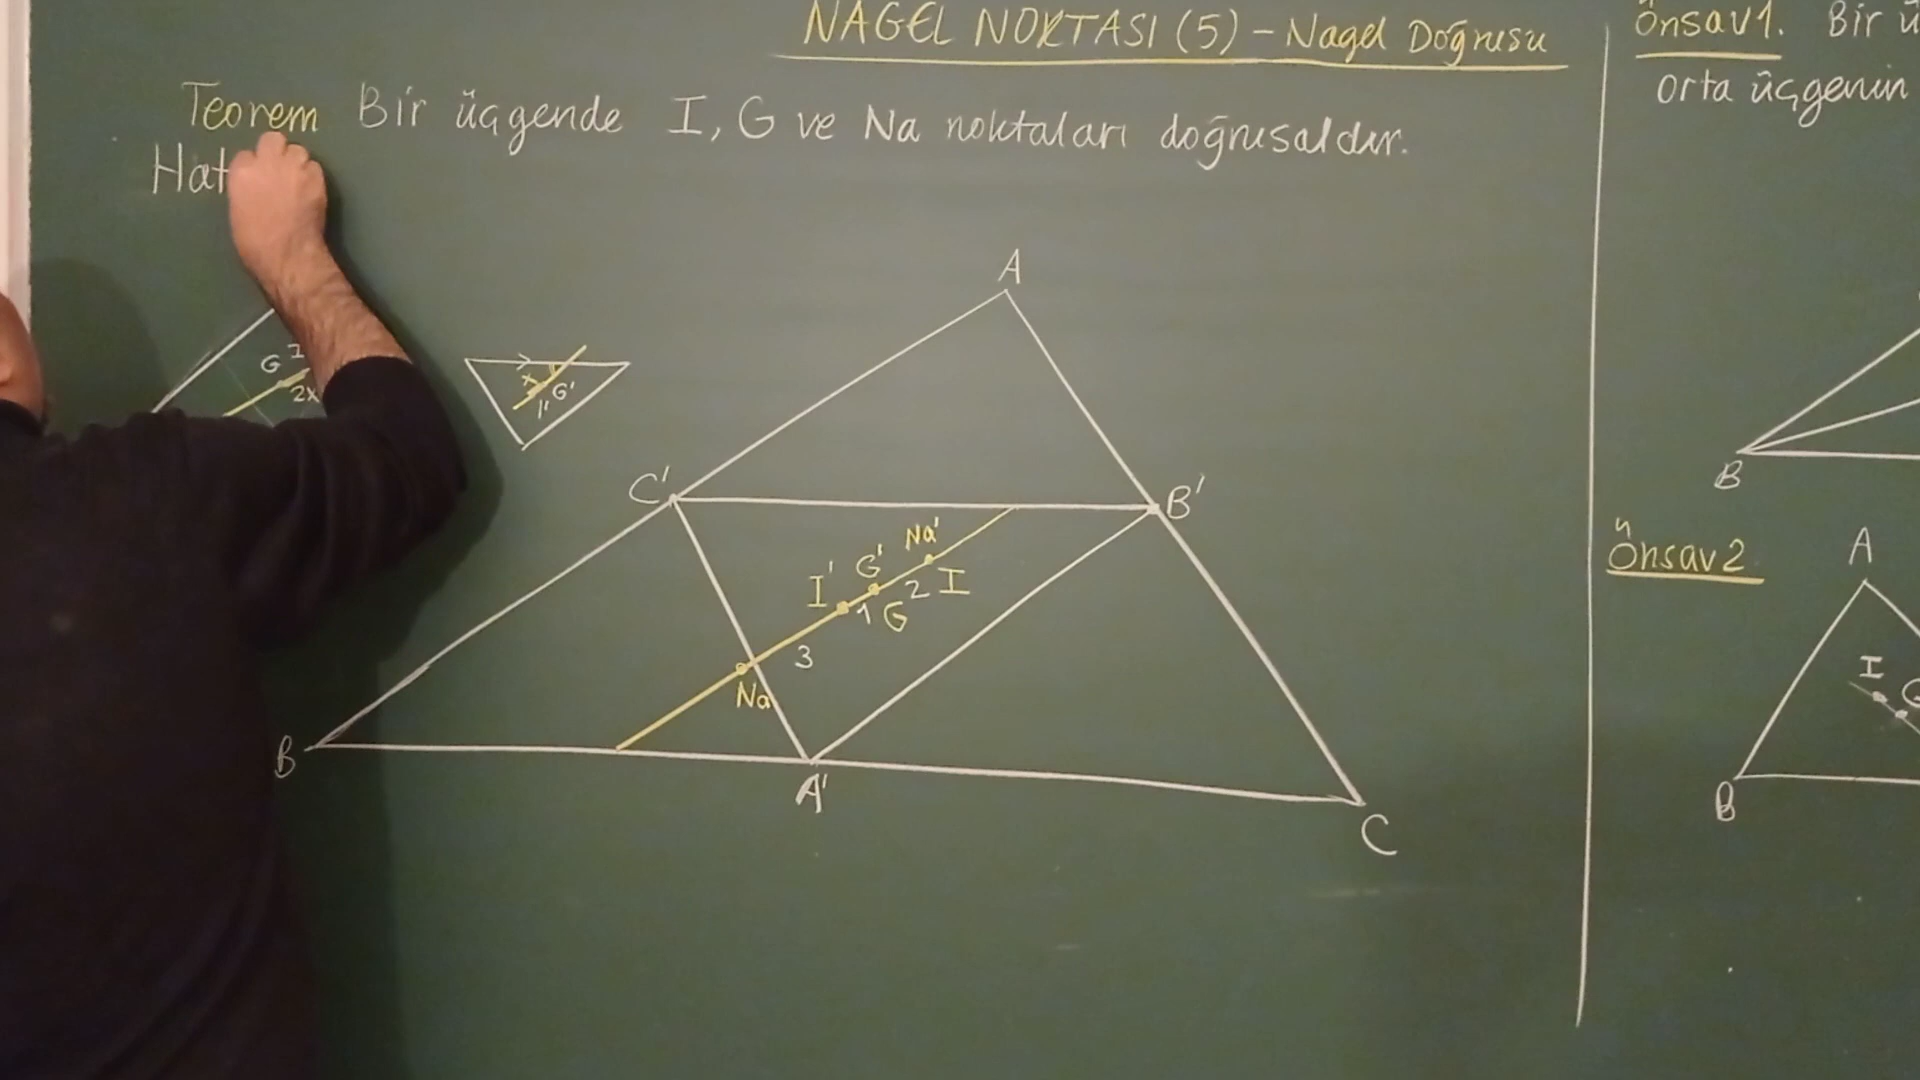 NAGEL NOKTASI (5) - Nagel Doğrusu
Teorem Bir üçgende I, G ve Na noktaları doğrusaldır.
Hat
G I
2x
x G'
A
C' B'
Na'
I' G'
1 G 2 I
3
Na
B
A'
C
Önsav1. Bir ü
orta üçgenin
B
Önsav2
A
I
G
B